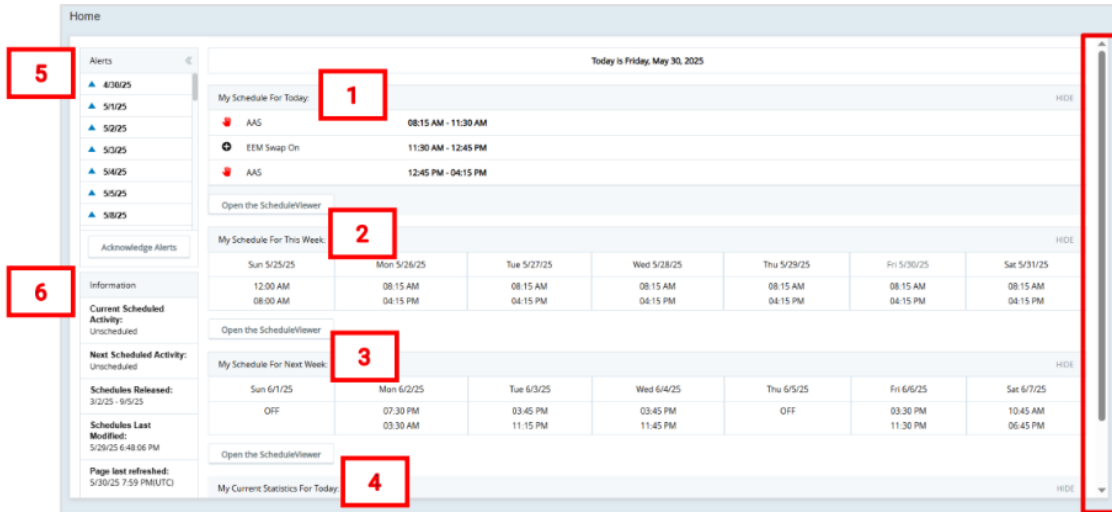 Home
5
Alerts
4/30/25
5/1/25
5/2/25
5/3/25
5/4/25
5/5/25
5/8/25
Acknowledge Alerts
6
Information
Current Scheduled
Activity:
Unscheduled
Next Scheduled Activity:
Unscheduled
Schedules Released:
3/2/25 - 9/5/25
Schedules Last
Modified:
5/29/25 6:48:06 PM
Page last refreshed:
5/30/25 7:59 PM(UTC)
Today is Friday, May 30, 2025
My Schedule For Today: 1 HIDE
AAS 08:15 AM - 11:30 AM
EEM Swap On 11:30 AM - 12:45 PM
AAS 12:45 PM - 04:15 PM
Open the ScheduleViewer
My Schedule For This Week: 2 HIDE
Sun 5/25/25 Mon 5/26/25 Tue 5/27/25 Wed 5/28/25 Thu 5/29/25 Fri 5/30/25 Sat 5/31/25
12:00 AM 08:15 AM 08:15 AM 08:15 AM 08:15 AM 08:15 AM 08:15 AM
08:00 AM 04:15 PM 04:15 PM 04:15 PM 04:15 PM 04:15 PM 04:15 PM
Open the ScheduleViewer
My Schedule For Next Week: 3 HIDE
Sun 6/1/25 Mon 6/2/25 Tue 6/3/25 Wed 6/4/25 Thu 6/5/25 Fri 6/6/25 Sat 6/7/25
OFF 07:30 PM 03:45 PM 03:45 PM OFF 03:30 PM 10:45 AM
03:30 AM 11:15 PM 11:45 PM 11:30 PM 06:45 PM
Open the ScheduleViewer
My Current Statistics For Today: 4 HIDE